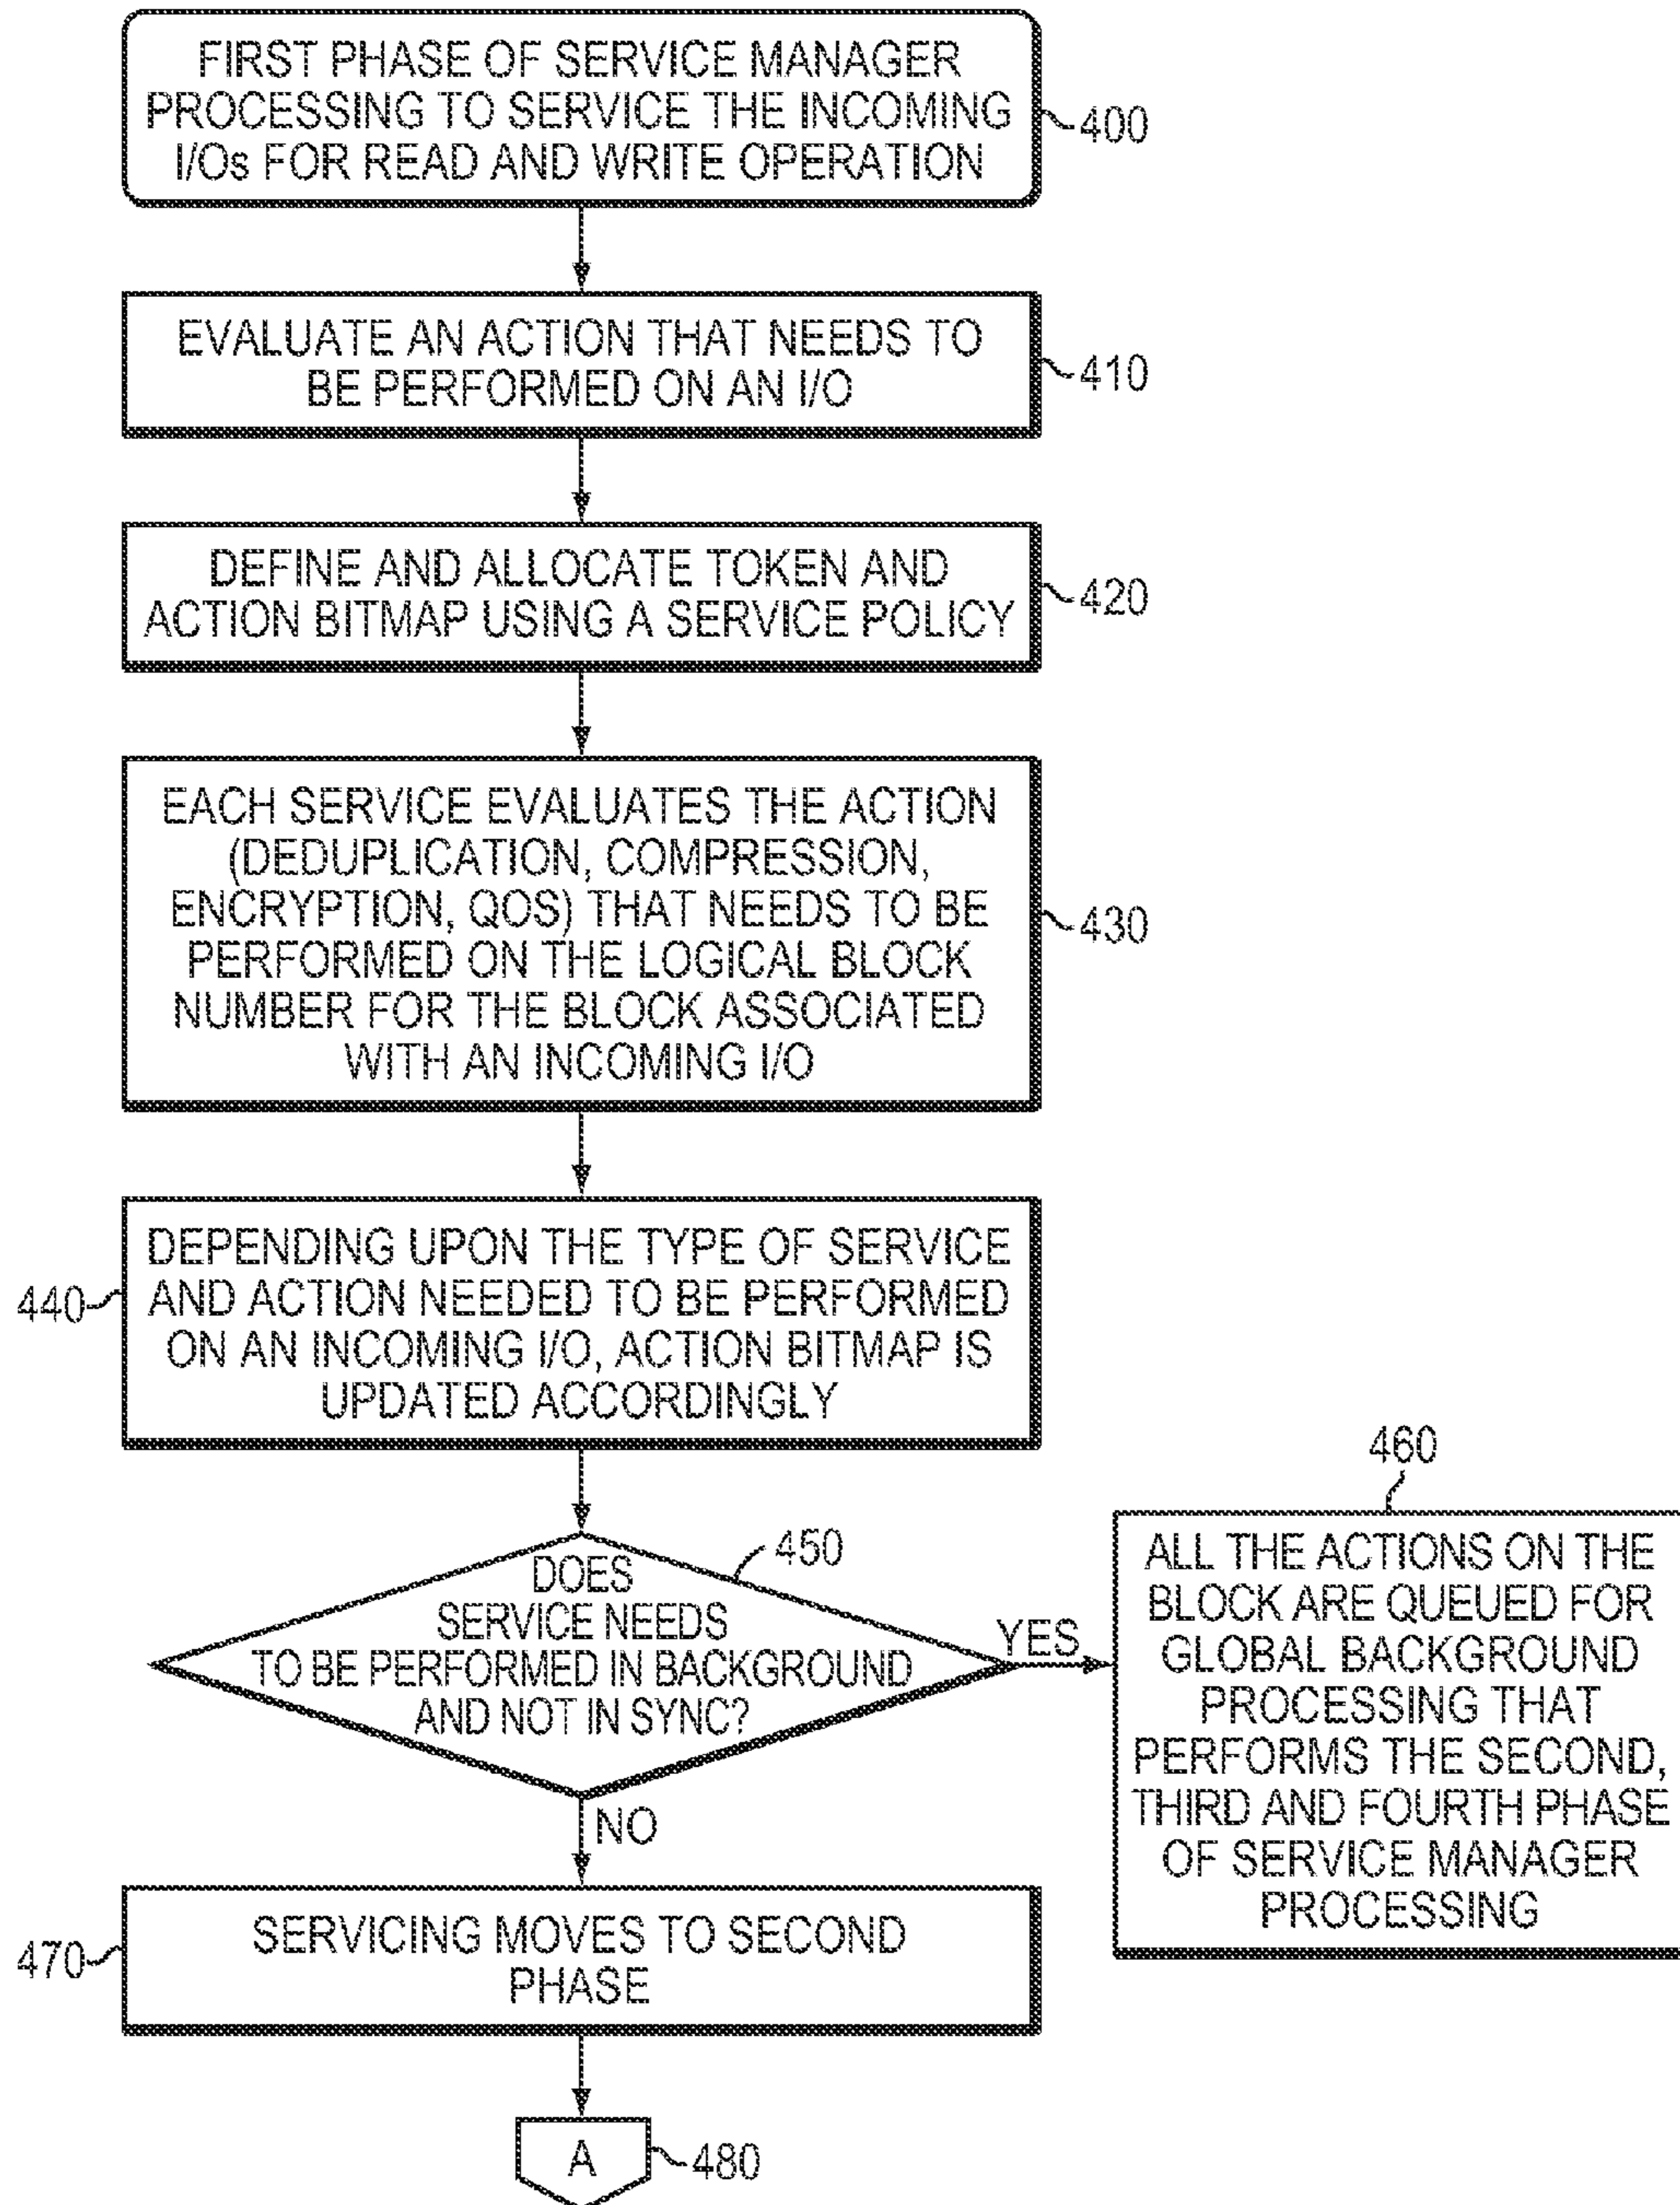 FIRST PHASE OF SERVICE MANAGER
PROCESSING TO SERVICE THE INCOMING
I/Os FOR READ AND WRITE OPERATION
400
EVALUATE AN ACTION THAT NEEDS TO
BE PERFORMED ON AN I/O
410
DEFINE AND ALLOCATE TOKEN AND
ACTION BITMAP USING A SERVICE POLICY
420
EACH SERVICE EVALUATES THE ACTION
(DEDUPLICATION, COMPRESSION,
ENCRYPTION, QOS) THAT NEEDS TO BE
PERFORMED ON THE LOGICAL BLOCK
NUMBER FOR THE BLOCK ASSOCIATED
WITH AN INCOMING I/O
430
DEPENDING UPON THE TYPE OF SERVICE
AND ACTION NEEDED TO BE PERFORMED
ON AN INCOMING I/O, ACTION BITMAP IS
UPDATED ACCORDINGLY
440
DOES
SERVICE NEEDS
TO BE PERFORMED IN BACKGROUND
AND NOT IN SYNC?
450
YES
460
ALL THE ACTIONS ON THE
BLOCK ARE QUEUED FOR
GLOBAL BACKGROUND
PROCESSING THAT
PERFORMS THE SECOND,
THIRD AND FOURTH PHASE
OF SERVICE MANAGER
PROCESSING
NO
SERVICING MOVES TO SECOND
PHASE
470
A
480